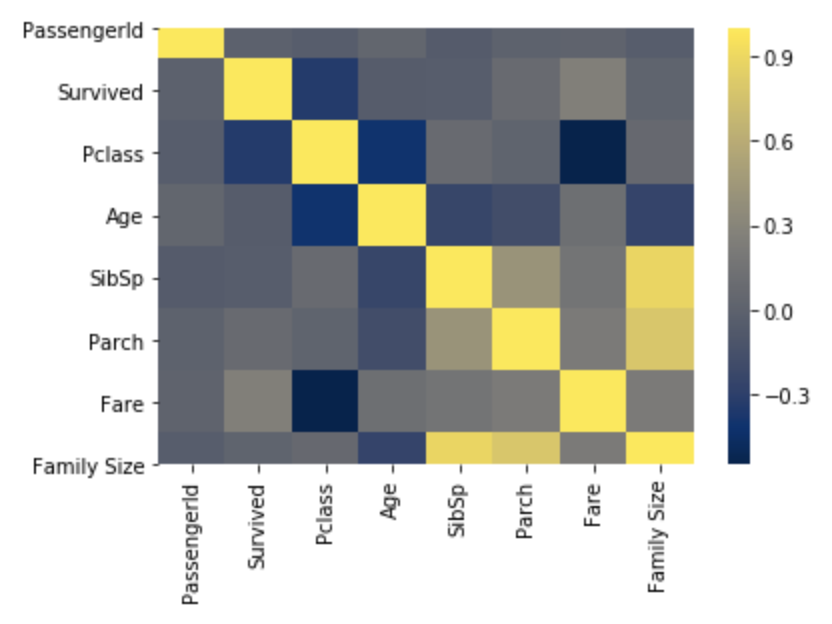 PassengerId
Survived
Pclass
Age
SibSp
Parch
Fare
Family Size
PassengerId
Survived
Pclass
Age
SibSp
Parch
Fare
Family Size
0.9
0.6
0.3
0.0
−0.3